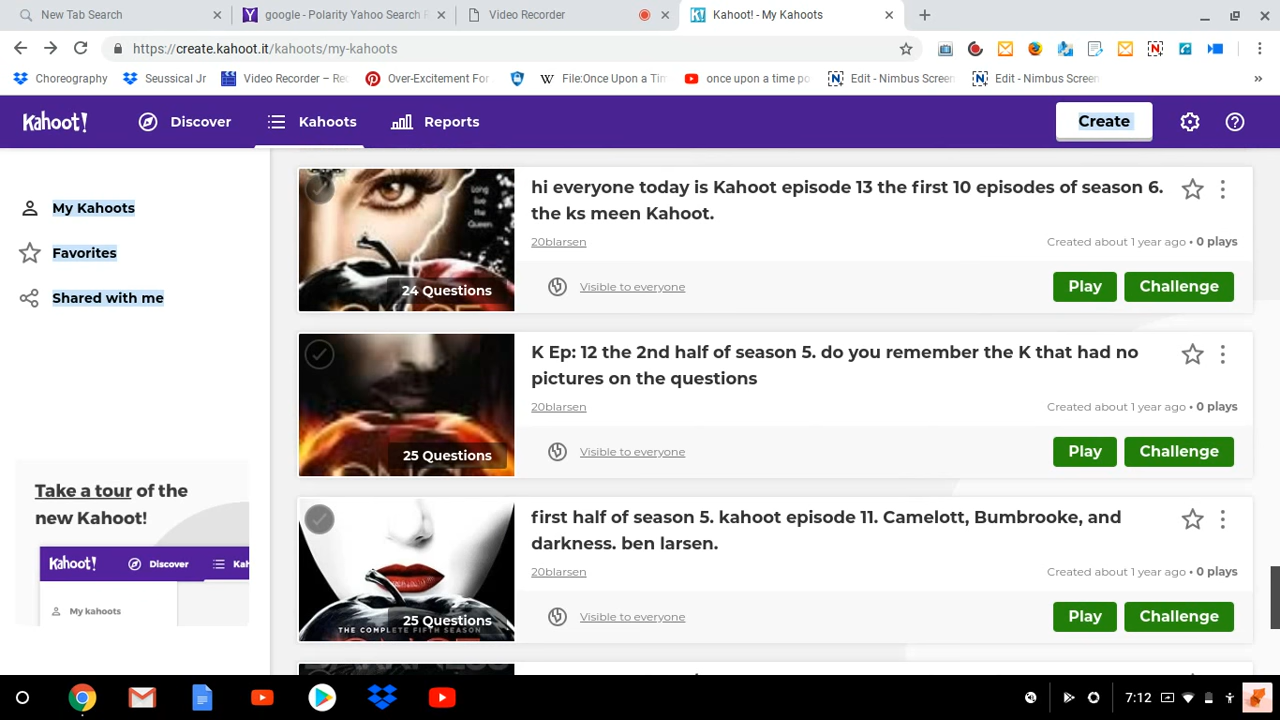 New Tab Search
google - Polarity Yahoo Search R
Video Recorder
Kahoot! - My Kahoots
https://create.kahoot.it/kahoots/my-kahoots
Choreography
Seussical Jr
Video Recorder – Re
Over-Excitement For
File:Once Upon a Tim
once upon a time po
Edit - Nimbus Screen
Edit - Nimbus Screen
Kahoot!
Discover
Kahoots
Reports
Create
My Kahoots
Favorites
Shared with me
Take a tour of the
new Kahoot!
Kahoot!
Discover
Kah
My kahoots
Long
live the
Queen
24 Questions
hi everyone today is Kahoot episode 13 the first 10 episodes of season 6.
the ks meen Kahoot.
20blarsen
Created about 1 year ago • 0 plays
Visible to everyone
Play
Challenge
25 Questions
K Ep: 12 the 2nd half of season 5. do you remember the K that had no
pictures on the questions
20blarsen
Created about 1 year ago • 0 plays
Visible to everyone
Play
Challenge
25 Questions
THE COMPLETE FIFTH SEASON
first half of season 5. kahoot episode 11. Camelott, Bumbrooke, and
darkness. ben larsen.
20blarsen
Created about 1 year ago • 0 plays
Visible to everyone
Play
Challenge
DARKNESS
7:12